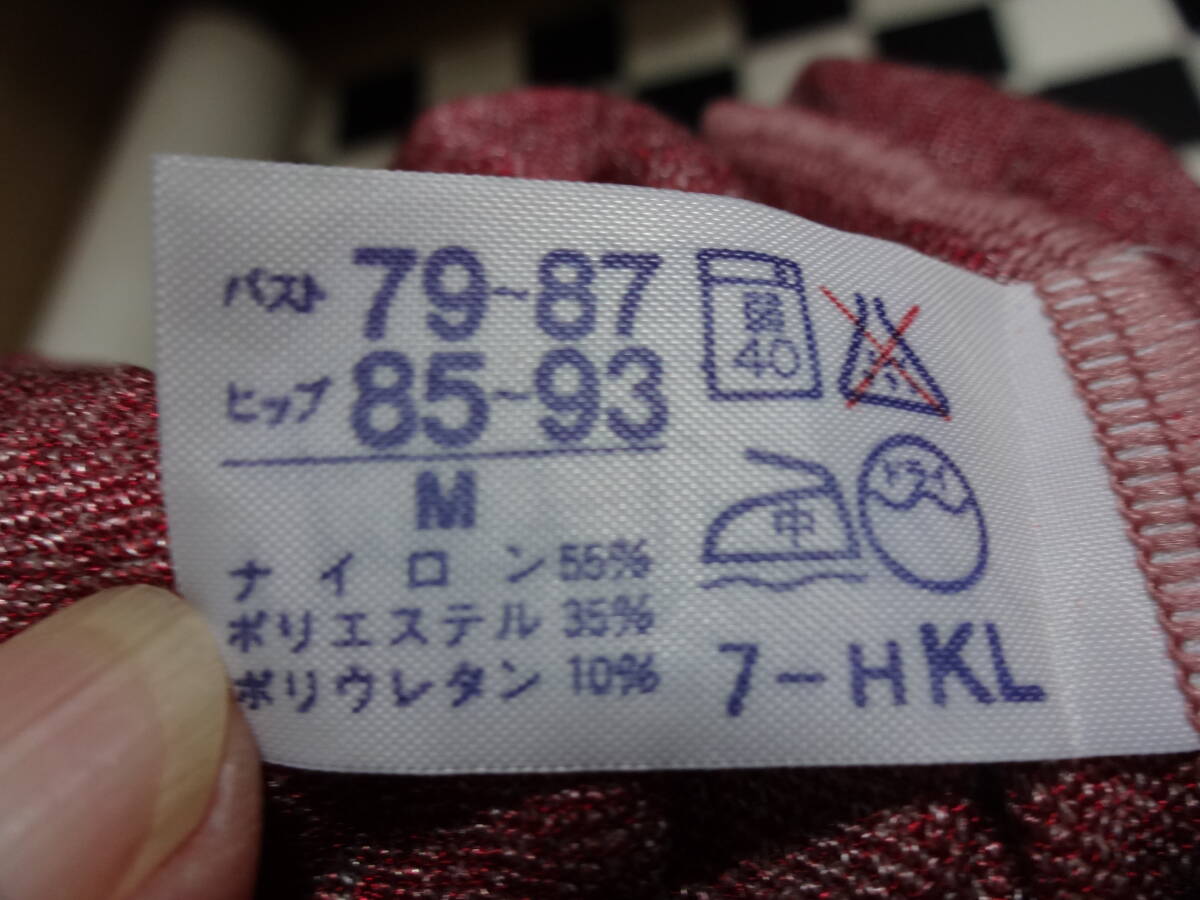 バスト 79~87
ヒップ 85~93
M
ナイロン 55%
ポリエステル 35%
ポリウレタン 10%
弱
40
中
ドライ
7-HKL